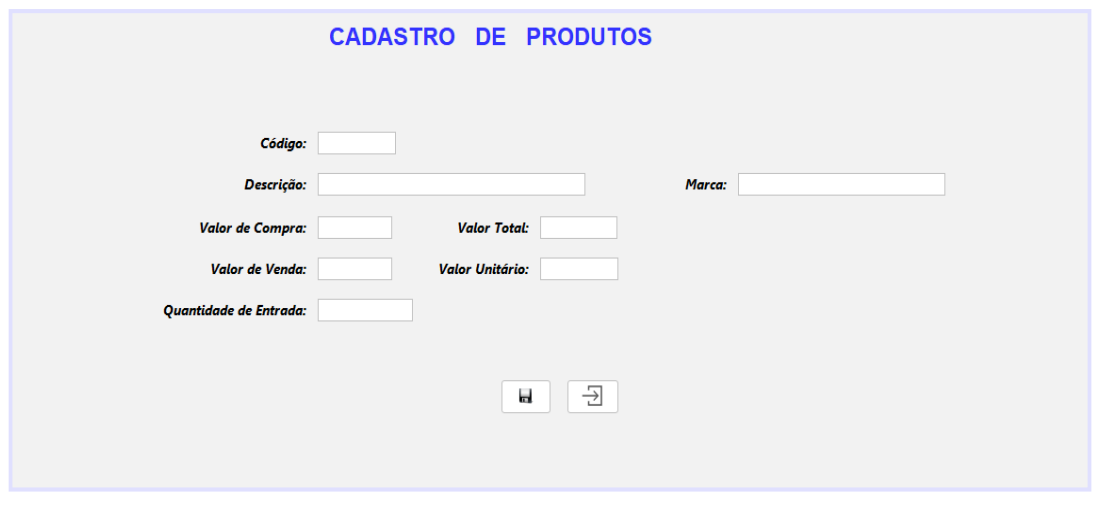 CADASTRO DE PRODUTOS
Código:
Descrição: Marca:
Valor de Compra: Valor Total:
Valor de Venda: Valor Unitário:
Quantidade de Entrada: